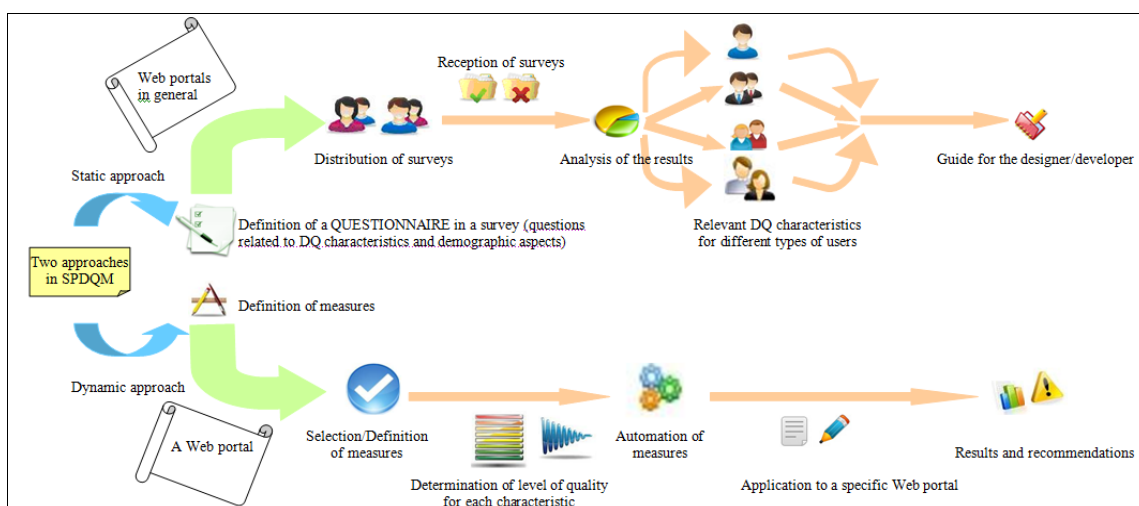 Web portals
in general
Reception of surveys
Distribution of surveys
Analysis of the results
Guide for the designer/developer
Static approach
Definition of a QUESTIONNAIRE in a survey (questions
related to DQ characteristics and demographic aspects)
Relevant DQ characteristics
for different types of users
Two approaches
in SPDQM
Definition of measures
Dynamic approach
A Web portal
Selection/Definition
of measures
Automation of
measures
Results and recommendations
Determination of level of quality
for each characteristic
Application to a specific Web portal